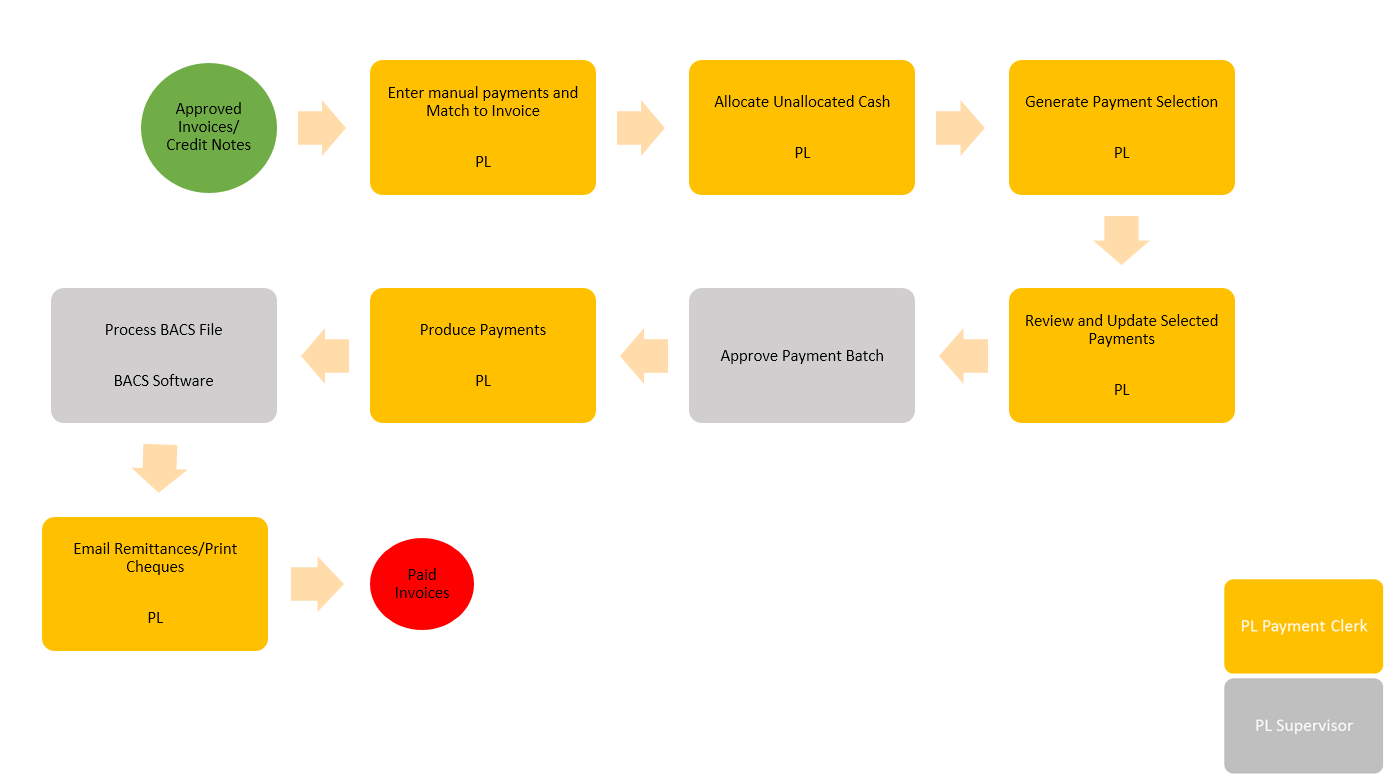 Approved
Invoices/
Credit Notes
Enter manual payments and
Match to Invoice
PL
Allocate Unallocated Cash
PL
Generate Payment Selection
PL
Review and Update Selected
Payments
PL
Approve Payment Batch
Produce Payments
PL
Process BACS File
BACS Software
Email Remittances/Print
Cheques
PL
Paid
Invoices
PL Payment Clerk
PL Supervisor